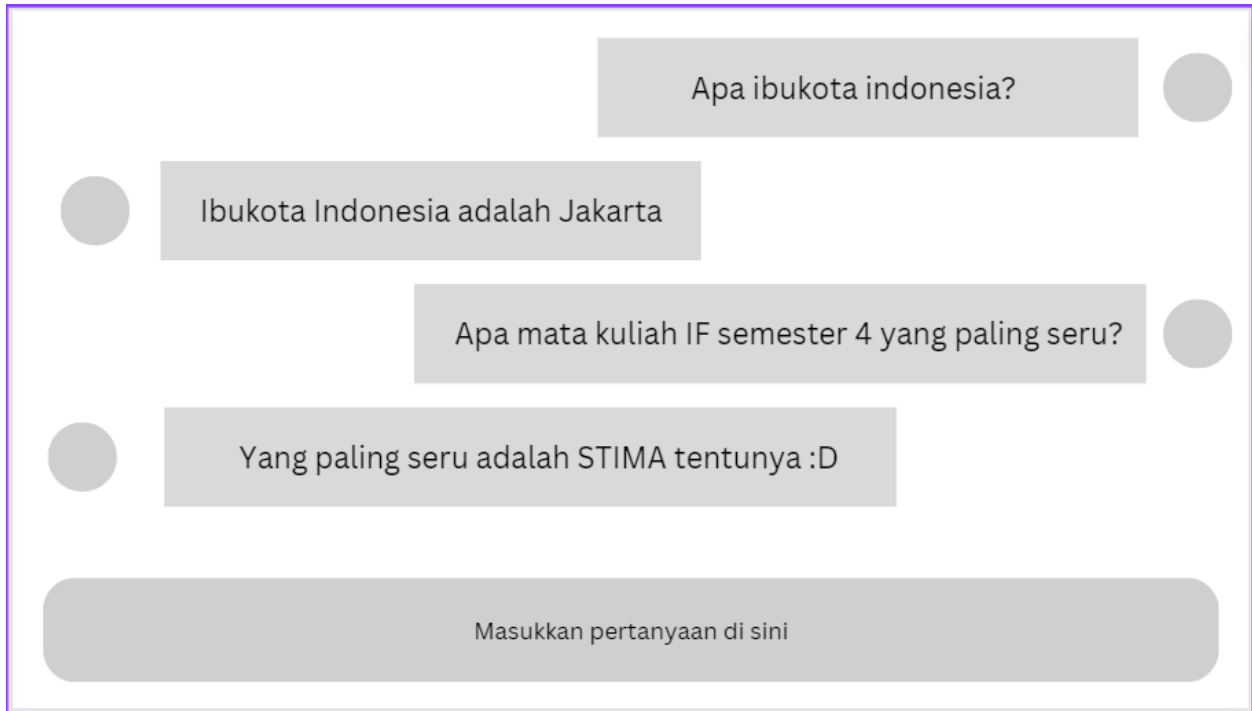 Apa ibukota indonesia?
Ibukota Indonesia adalah Jakarta
Apa mata kuliah IF semester 4 yang paling seru?
Yang paling seru adalah STIMA tentunya :D
Masukkan pertanyaan di sini